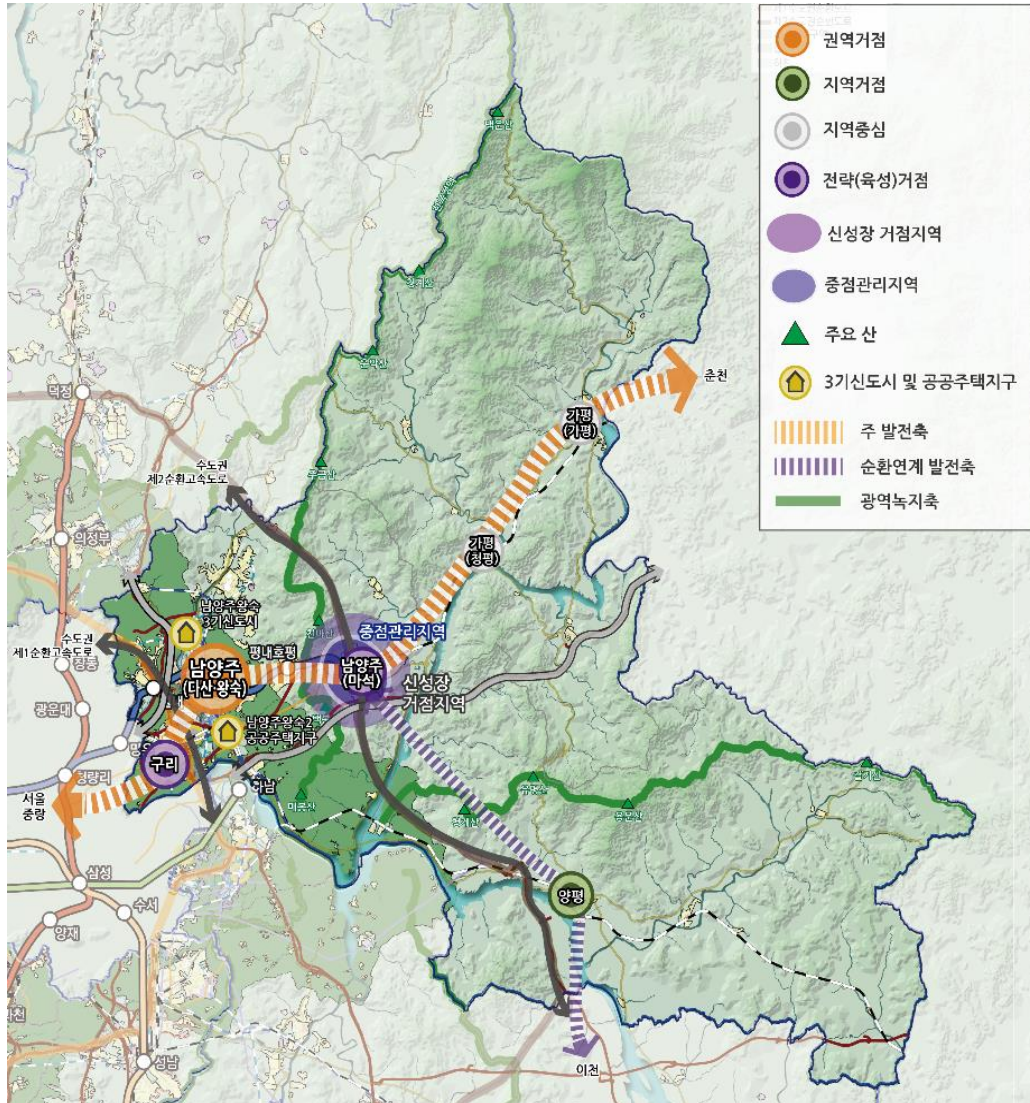 권역거점
지역거점
지역중심
전략(육성)거점
신성장 거점지역
중점관리지역
주요 산
3기신도시 및 공공주택지구
주 발전축
순환연계 발전축
광역녹지축
춘천
덕정
가평
(가평)
수도권
제2순환고속도로
의정부
가평
(청평)
남양주왕숙
3기신도시
중점관리지역
수도권
제1순환고속도로
평내호평
남양주
(다산·왕숙)
남양주
(마석)
신성장
거점지역
광운대
남양주왕숙2
공공주택지구
구리
청량리
하남
서울
중랑
삼성
수서
양재
양평
과천
성남
이천